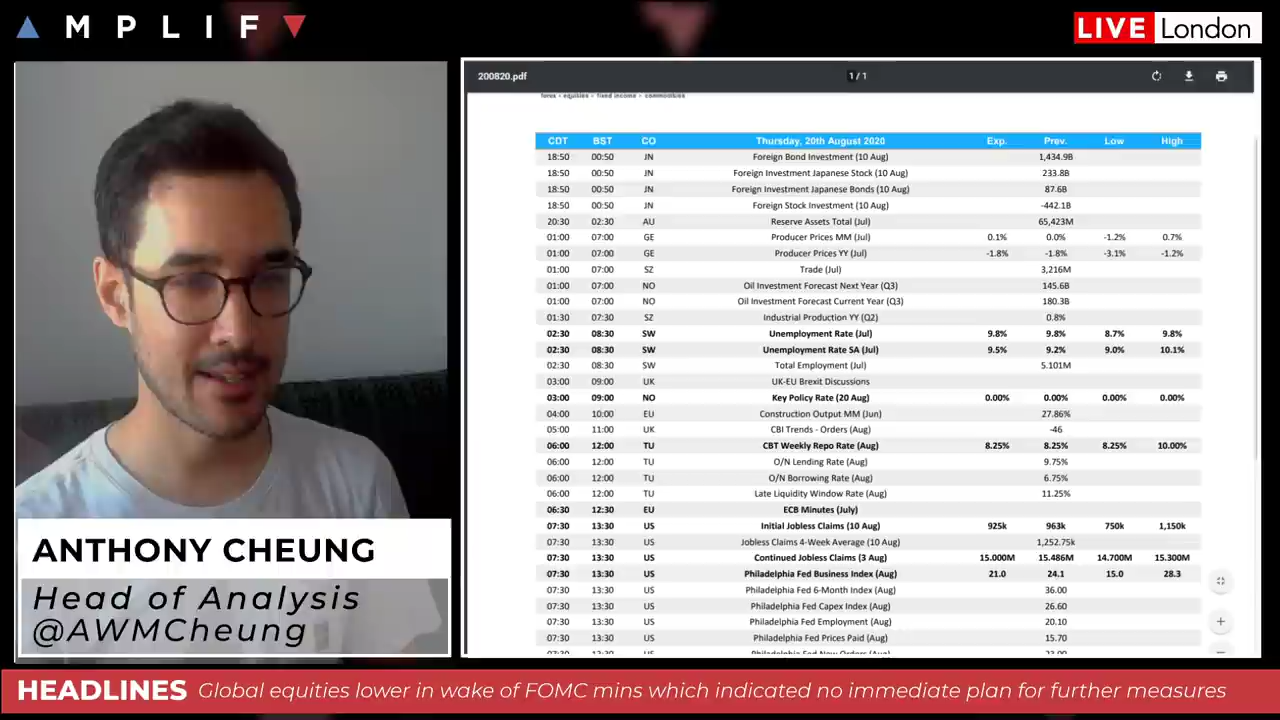 AMPLIFY
LIVE London
200820.pdf
1 / 1
forex - equities - fixed income - commodities
CDT BST CO Thursday, 20th August 2020 Exp. Prev. Low High
18:50 00:50 JN Foreign Bond Investment (10 Aug) 1,434.9B
18:50 00:50 JN Foreign Investment Japanese Stock (10 Aug) 233.8B
18:50 00:50 JN Foreign Investment Japanese Bonds (10 Aug) 87.6B
18:50 00:50 JN Foreign Stock Investment (10 Aug) -442.1B
20:30 02:30 AU Reserve Assets Total (Jul) 65,423M
01:00 07:00 GE Producer Prices MM (Jul) 0.1% 0.0% -1.2% 0.7%
01:00 07:00 GE Producer Prices YY (Jul) -1.8% -1.8% -3.1% -1.2%
01:00 07:00 SZ Trade (Jul) 3,216M
01:00 07:00 NO Oil Investment Forecast Next Year (Q3) 145.6B
01:00 07:00 NO Oil Investment Forecast Current Year (Q3) 180.3B
01:30 07:30 SZ Industrial Production YY (Q2) 0.8%
02:30 08:30 SW Unemployment Rate (Jul) 9.8% 9.8% 8.7% 9.8%
02:30 08:30 SW Unemployment Rate SA (Jul) 9.5% 9.2% 9.0% 10.1%
02:30 08:30 SW Total Employment (Jul) 5.101M
03:00 09:00 UK UK-EU Brexit Discussions
03:00 09:00 NO Key Policy Rate (20 Aug) 0.00% 0.00% 0.00% 0.00%
04:00 10:00 EU Construction Output MM (Jun) 27.86%
05:00 11:00 UK CBI Trends - Orders (Aug) -46
06:00 12:00 TU CBT Weekly Repo Rate (Aug) 8.25% 8.25% 8.25% 10.00%
06:00 12:00 TU O/N Lending Rate (Aug) 9.75%
06:00 12:00 TU O/N Borrowing Rate (Aug) 6.75%
06:00 12:00 TU Late Liquidity Window Rate (Aug) 11.25%
06:30 12:30 EU ECB Minutes (July)
07:30 13:30 US Initial Jobless Claims (10 Aug) 925k 963k 750k 1,150k
07:30 13:30 US Jobless Claims 4-Week Average (10 Aug) 1,252.75k
07:30 13:30 US Continued Jobless Claims (3 Aug) 15.000M 15.486M 14.700M 15.300M
07:30 13:30 US Philadelphia Fed Business Index (Aug) 21.0 24.1 15.0 28.3
07:30 13:30 US Philadelphia Fed 6-Month Index (Aug) 36.00
07:30 13:30 US Philadelphia Fed Capex Index (Aug) 26.60
07:30 13:30 US Philadelphia Fed Employment (Aug) 20.10
07:30 13:30 US Philadelphia Fed Prices Paid (Aug) 15.70
07:30 13:30 US Philadelphia Fed New Orders (Aug) 23.00
ANTHONY CHEUNG
Head of Analysis
@AWMCheung
HEADLINES Global equities lower in wake of FOMC mins which indicated no immediate plan for further measures